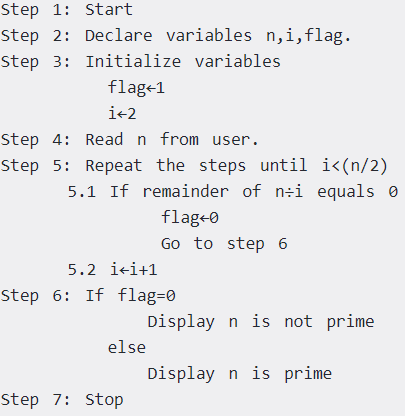 Step 1: Start
Step 2: Declare variables n,i,flag.
Step 3: Initialize variables
flag←1
i←2
Step 4: Read n from user.
Step 5: Repeat the steps until i<(n/2)
5.1 If remainder of n÷i equals 0
flag←0
Go to step 6
5.2 i←i+1
Step 6: If flag=0
Display n is not prime
else
Display n is prime
Step 7: Stop